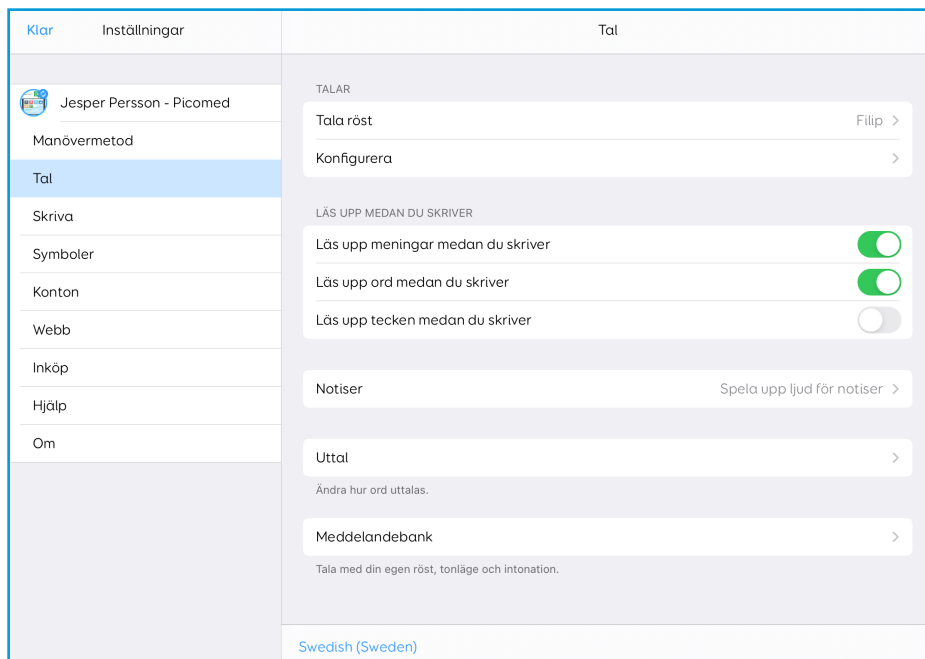 Klar
Inställningar
Tal
Jesper Persson - Picomed
Manövermetod
Tal
Skriva
Symboler
Konton
Webb
Inköp
Hjälp
Om
TALAR
Tala röst Filip
Konfigurera
LÄS UPP MEDAN DU SKRIVER
Läs upp meningar medan du skriver
Läs upp ord medan du skriver
Läs upp tecken medan du skriver
Notiser Spela upp ljud för notiser
Uttal
Ändra hur ord uttalas.
Meddelandebank
Tala med din egen röst, tonläge och intonation.
Swedish (Sweden)